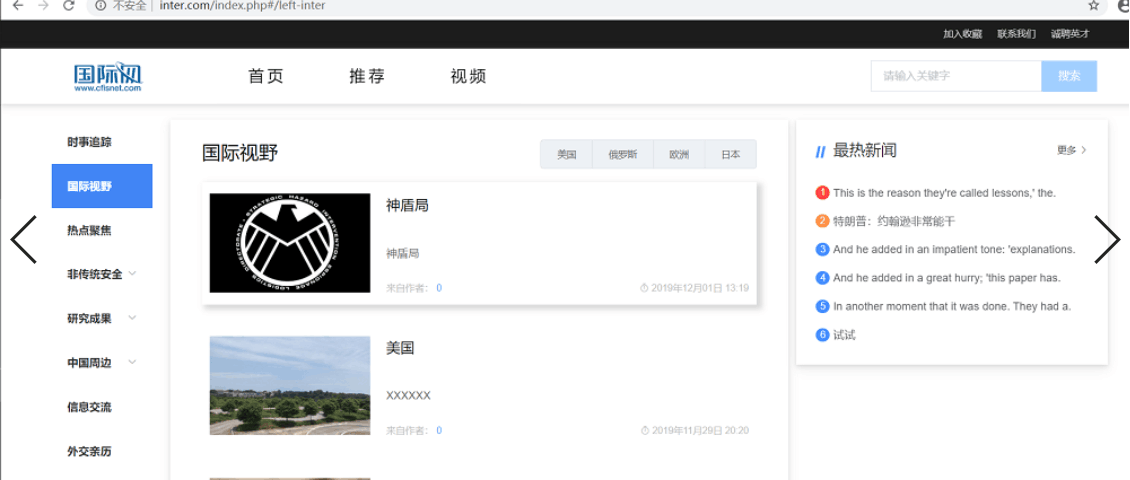 不安全 | inter.com/index.php#/left-inter
加入收藏 联系我们 诚聘英才
国际网
www.cfisnet.com
首页 推荐 视频
请输入关键字 搜索
时事追踪
国际视野
热点聚焦
非传统安全
研究成果
中国周边
信息交流
外交亲历
国际视野
美国 俄罗斯 欧洲 日本
STRATEGIC HAZARD INTERVENTION ESPIONAGE LOGISTICS DIRECTORATE
神盾局
神盾局
来自作者: 0 2019年12月01日 13:19
美国
XXXXXX
来自作者: 0 2019年11月29日 20:20
最热新闻 更多
1 This is the reason they're called lessons,' the.
2 特朗普：约翰逊非常能干
3 And he added in an impatient tone: 'explanations.
4 And he added in a great hurry; 'this paper has.
5 In another moment that it was done. They had a.
6 试试